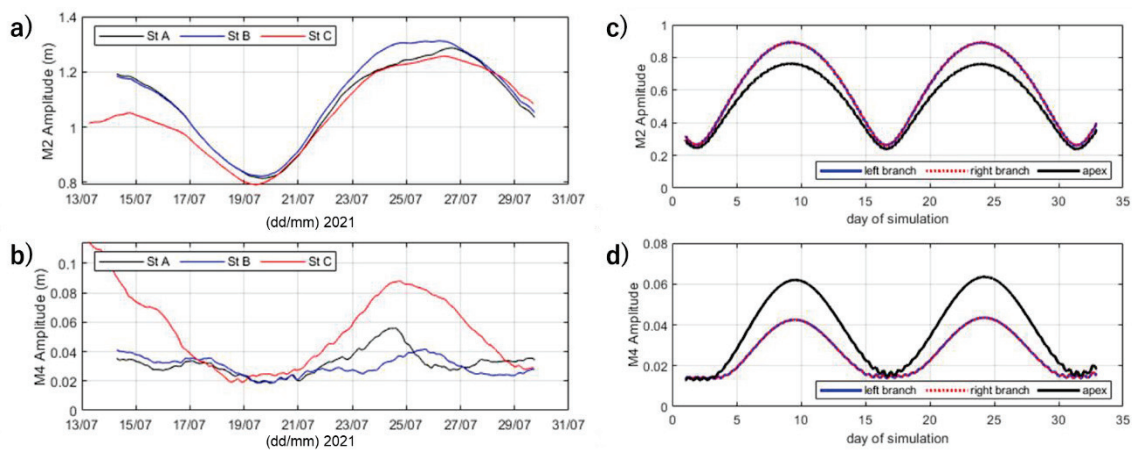 a)
1.4
1.2
1
0.8
M2 Amplitude (m)
St A St B St C
13/07 15/07 17/07 19/07 21/07 23/07 25/07 27/07 29/07 31/07
(dd/mm) 2021
b)
0.1
0.08
0.06
0.04
0.02
0
M4 Amplitude (m)
St A St B St C
13/07 15/07 17/07 19/07 21/07 23/07 25/07 27/07 29/07 31/07
(dd/mm) 2021
c)
1
0.8
0.6
0.4
0.2
0
M2 Apmlitude
left branch right branch apex
0 5 10 15 20 25 30 35
day of simulation
d)
0.08
0.06
0.04
0.02
0
M4 Amplitude
left branch right branch apex
0 5 10 15 20 25 30 35
day of simulation